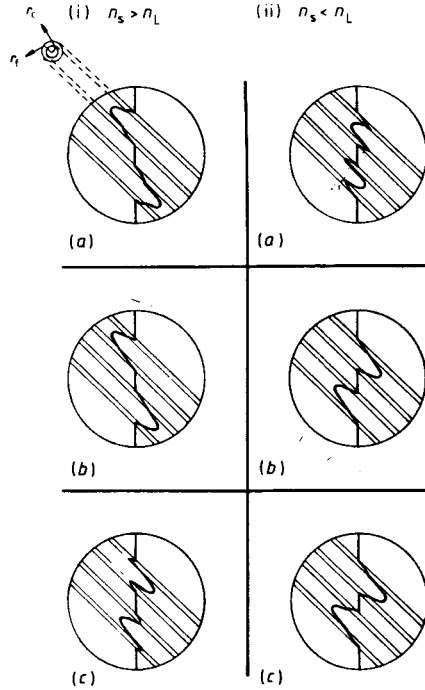 r_c (i) n_s > n_L (ii) n_s < n_L
r_f
(a) (a)
(b) (b)
(c) (c)